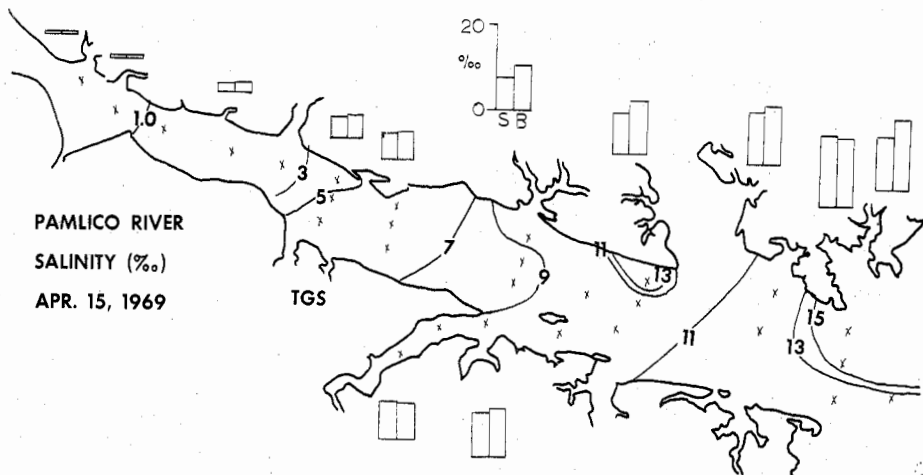 20
‰
0
S B
1.0
3
5
7
9
11
13
11
13
15
PAMLICO RIVER
SALINITY (‰)
APR. 15, 1969
TGS